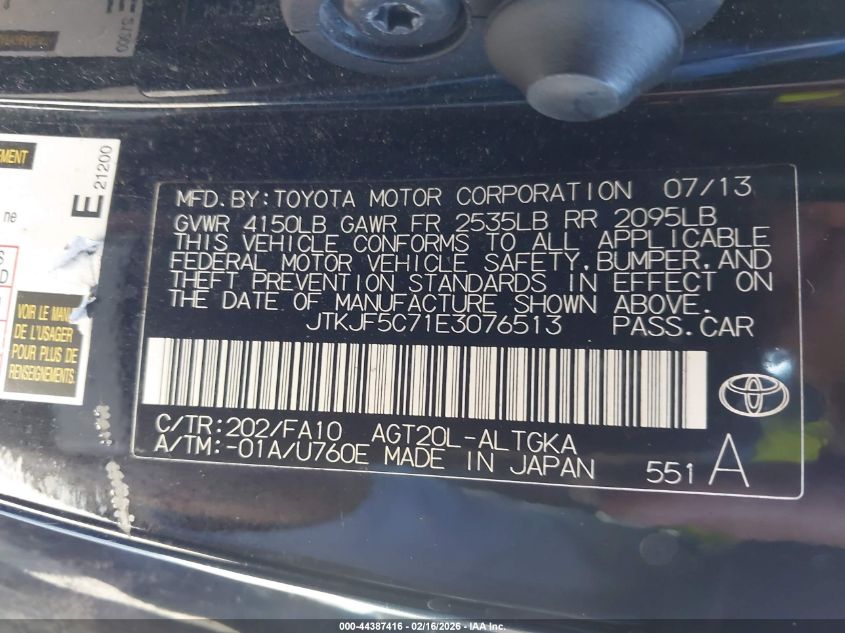 EMENT
E
21200
ne
S
D
VOIR LE MANU
DE L'USAGER
POUR PLUS DE
RENSEIGNEMENTS.
MFD.BY:TOYOTA MOTOR CORPORATION 07/13
GVWR 4150LB GAWR FR 2535LB RR 2095LB
THIS VEHICLE CONFORMS TO ALL APPLICABLE
FEDERAL MOTOR VEHICLE SAFETY,BUMPER,AND
THEFT PREVENTION STANDARDS IN EFFECT ON
THE DATE OF MANUFACTURE SHOWN ABOVE.
JTKJF5C71E3076513 PASS.CAR
C/TR:202/FA10 AGT20L-ALTGKA
A/TM:-01A/U760E MADE IN JAPAN 551 A
000-44387416 - 02/16/2026 - IAA Inc.